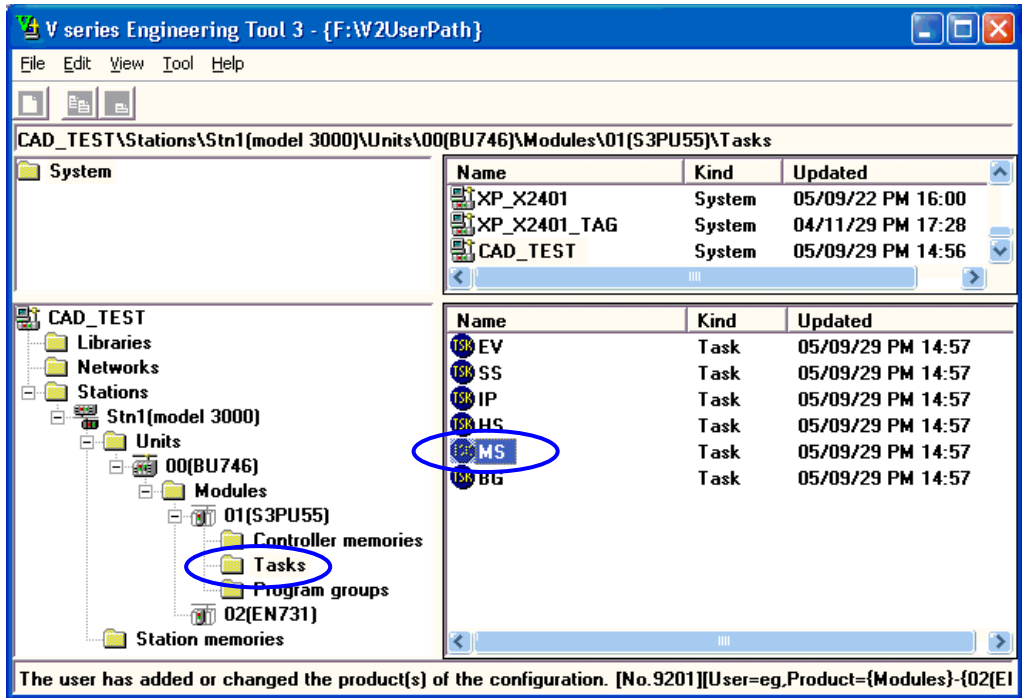 V series Engineering Tool 3 - {F:\V2UserPath}
File Edit View Tool Help
CAD_TEST\Stations\Stn1(model 3000)\Units\00(BU746)\Modules\01(S3PU55)\Tasks
System
Name Kind Updated
XP_X2401 System 05/09/22 PM 16:00
XP_X2401_TAG System 04/11/29 PM 17:28
CAD_TEST System 05/09/29 PM 14:56
CAD_TEST
Libraries
Networks
Stations
Stn1(model 3000)
Units
00(BU746)
Modules
01(S3PU55)
Controller memories
Tasks
Program groups
02(EN731)
Station memories
Name Kind Updated
TSK EV Task 05/09/29 PM 14:57
TSK SS Task 05/09/29 PM 14:57
TSK IP Task 05/09/29 PM 14:57
TSK HS Task 05/09/29 PM 14:57
TSK MS Task 05/09/29 PM 14:57
TSK BG Task 05/09/29 PM 14:57
The user has added or changed the product(s) of the configuration. [No.9201][User=eg,Product={Modules}-{02(El